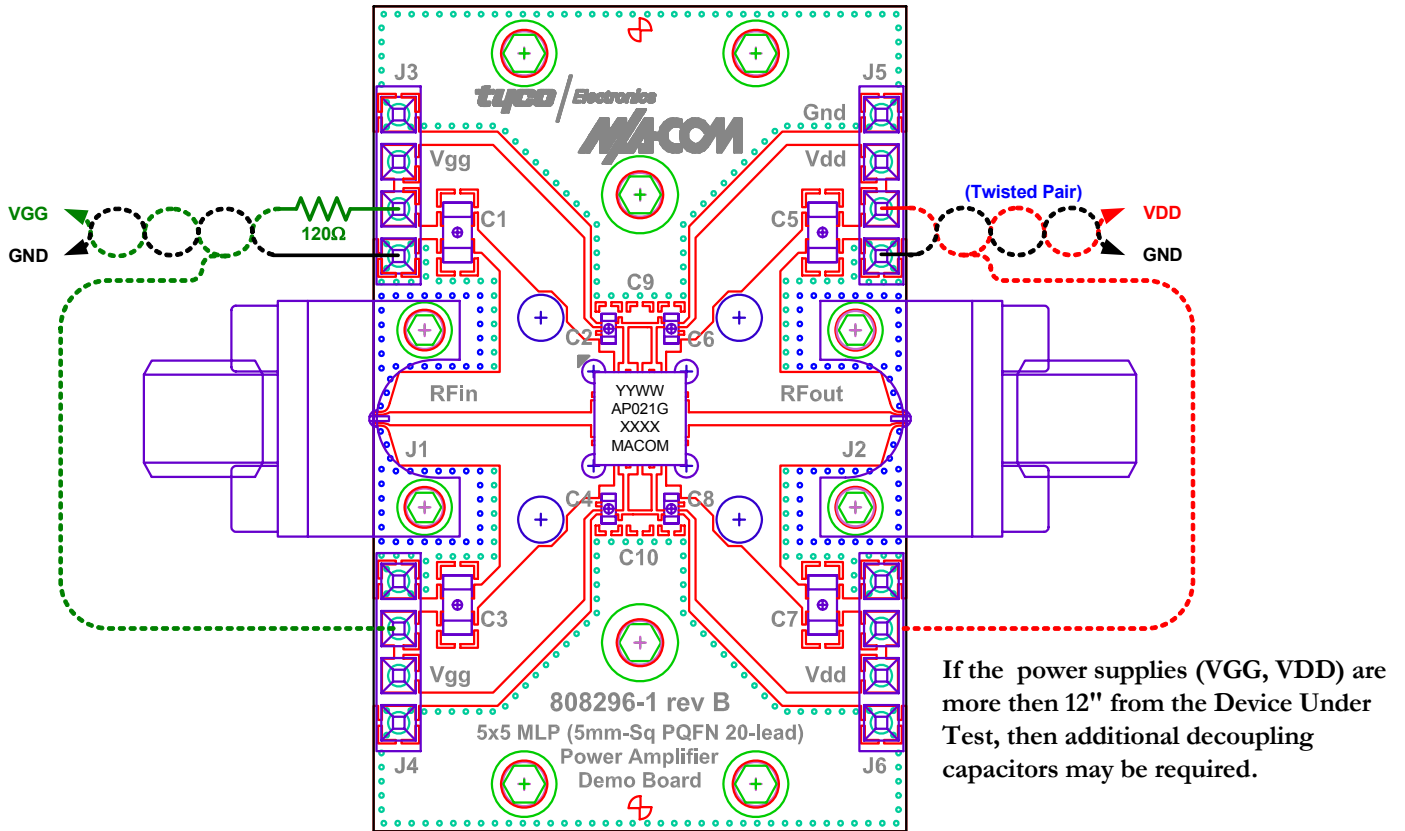 J3
J5
tyco / Electronics
M/A-COM
Gnd
Vgg
Vdd
(Twisted Pair)
VGG
120Ω
C1
C5
VDD
GND
GND
C9
C2
C6
RFin
YYWW
AP021G
XXXX
MACOM
RFout
J1
J2
C4
C8
C10
C3
C7
Vgg
Vdd
808296-1 rev B
5x5 MLP (5mm-Sq PQFN 20-lead)
Power Amplifier
Demo Board
J4
J6
If the power supplies (VGG, VDD) are
more then 12" from the Device Under
Test, then additional decoupling
capacitors may be required.